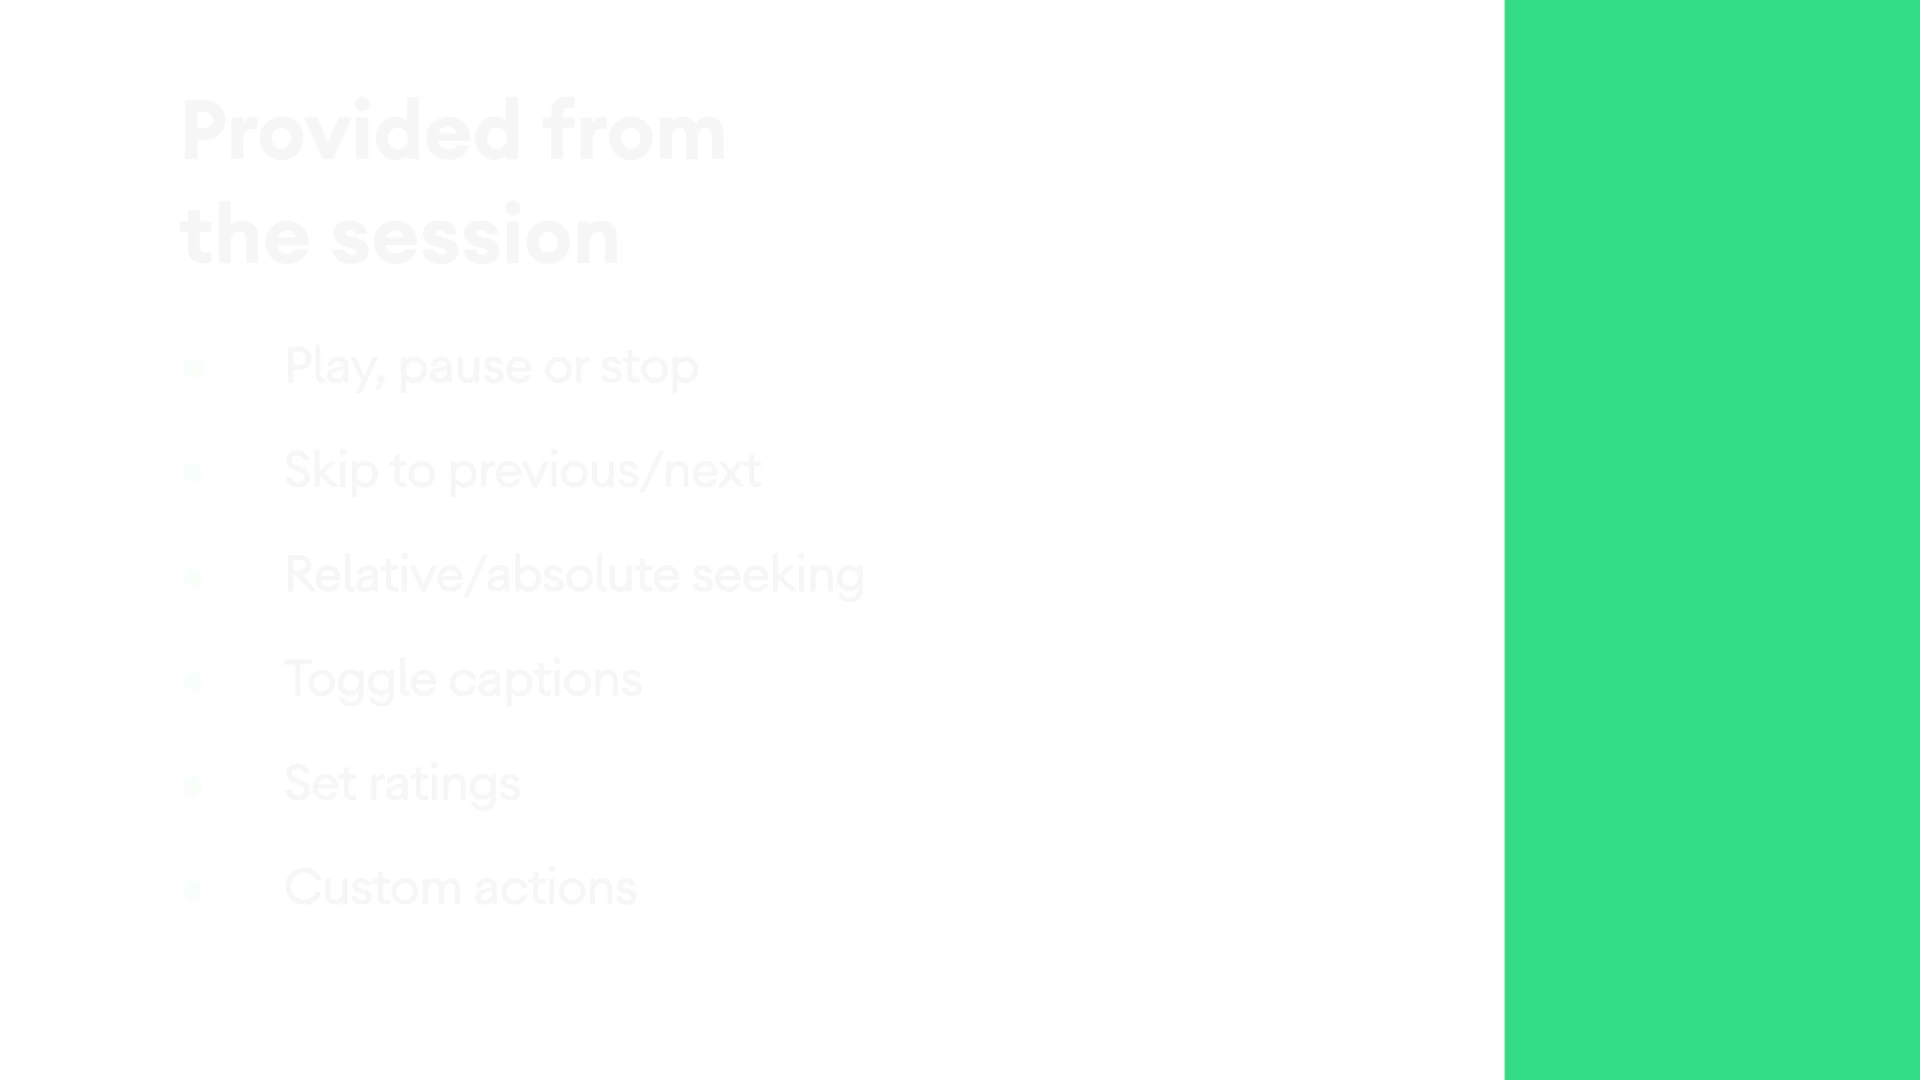 Provided from
the session
Play, pause or stop
Skip to previous/next
Relative/absolute seeking
Toggle captions
Set ratings
Custom actions